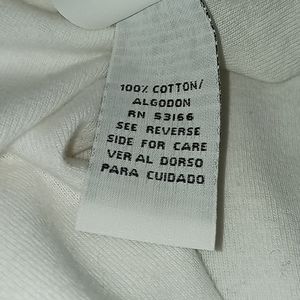 100% COTTON/
ALGODON
RN 53166
SEE REVERSE
SIDE FOR CARE
VER AL DORSO
PARA CUIDADO